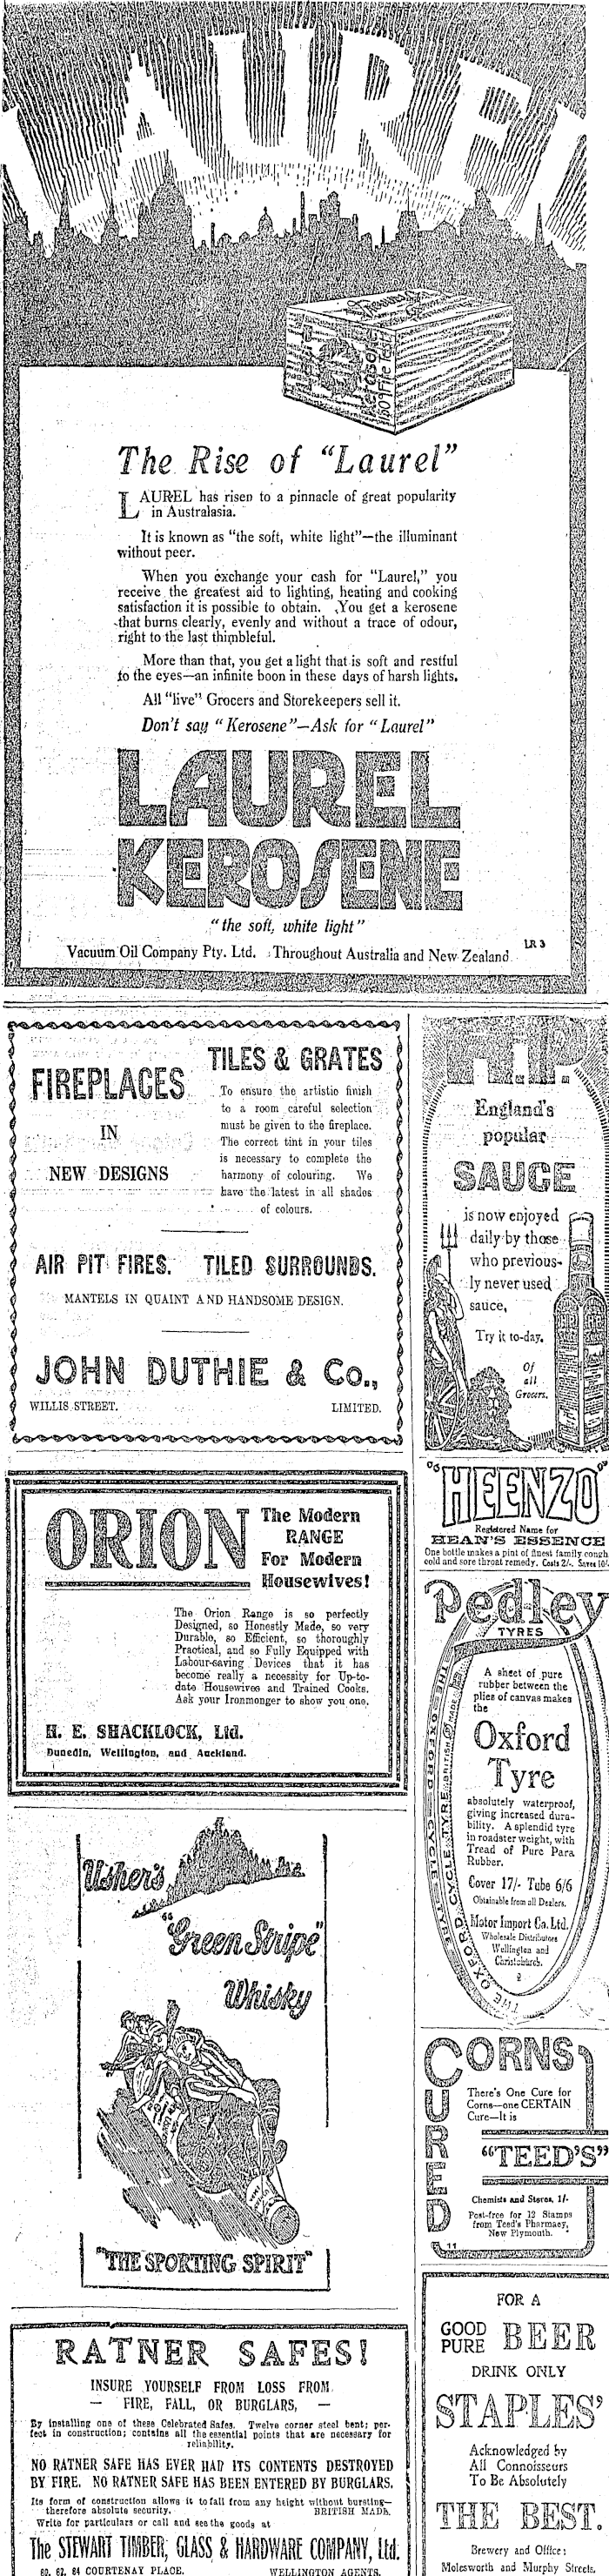 LAUREL
Laurel
Kerosene
150° Fire Test
The Rise of "Laurel"
LAUREL has risen to a pinnacle of great popularity
in Australasia.
It is known as "the soft, white light"—the illuminant
without peer.
When you exchange your cash for "Laurel," you
receive the greatest aid to lighting, heating and cooking
satisfaction it is possible to obtain. You get a kerosene
that burns clearly, evenly and without a trace of odour,
right to the last thimbleful.
More than that, you get a light that is soft and restful
to the eyes—an infinite boon in these days of harsh lights.
All "live" Grocers and Storekeepers sell it.
Don't say "Kerosene"—Ask for "Laurel"
LAUREL
KEROSENE
"the soft, white light"
Vacuum Oil Company Pty. Ltd. Throughout Australia and New Zealand
LR 3
FIREPLACES
IN
NEW DESIGNS
TILES & GRATES
To ensure the artistic finish
to a room careful selection
must be given to the fireplace.
The correct tint in your tiles
is necessary to complete the
harmony of colouring. We
have the latest in all shades
of colours.
AIR PIT FIRES. TILED SURROUNDS.
MANTELS IN QUAINT AND HANDSOME DESIGN.
JOHN DUTHIE & Co.,
WILLIS STREET. LIMITED.
ORION
The Modern
RANGE
For Modern
Housewives!
The Orion Range is so perfectly
Designed, so Honestly Made, so very
Durable, so Efficient, so thoroughly
Practical, and so Fully Equipped with
Labour-saving Devices that it has
become really a necessity for Up-to-
date Housewives and Trained Cooks.
Ask your Ironmonger to show you one.
H. E. SHACKLOCK, Ltd.
Dunedin, Wellington, and Auckland.
Usher's
"Green Stripe"
Whisky
"THE SPORTING SPIRIT"
RATNER SAFES!
INSURE YOURSELF FROM LOSS FROM
— FIRE, FALL, OR BURGLARS, —
By installing one of these Celebrated Safes. Twelve corner steel bent; per-
fect in construction; contains all the essential points that are necessary for
reliability.
NO RATNER SAFE HAS EVER HAD ITS CONTENTS DESTROYED
BY FIRE. NO RATNER SAFE HAS BEEN ENTERED BY BURGLARS.
Its form of construction allows it to fall from any height without bursting—
therefore absolute security. BRITISH MADE.
Write for particulars or call and see the goods at
The STEWART TIMBER, GLASS & HARDWARE COMPANY, Ltd.
60, 62, 64 COURTENAY PLACE. WELLINGTON AGENTS.
H.P.
England's
popular
SAUCE
is now enjoyed
daily by those
who previous-
ly never used
sauce.
Try it to-day.
Of
all
Grocers.
"HEENZO"
Registered Name for
HEAN'S ESSENCE
One bottle makes a pint of finest family cough,
cold and sore throat remedy. Costs 2/-. Saves 10/-
Pedley
TYRES
A sheet of pure
rubber between the
plies of canvas makes
the
Oxford
Tyre
absolutely waterproof,
giving increased dura-
bility. A splendid tyre
in roadster weight, with
Tread of Pure Para
Rubber.
Cover 17/- Tube 6/6
Obtainable from all Dealers.
Motor Import Co. Ltd.
Wholesale Distributors
Wellington and
Christchurch.
2
THE OXFORD CYCLE TYRE BRITISH MADE
CORNS
CURED
There's One Cure for
Corns—one CERTAIN
Cure—It is
"TEED'S"
Chemists and Stores, 1/-
Post-free for 12 Stamps
from Teed's Pharmacy,
New Plymouth.
11
FOR A
GOOD
PURE BEER
DRINK ONLY
STAPLES'
Acknowledged by
All Connoisseurs
To Be Absolutely
THE BEST.
Brewery and Office:
Molesworth and Murphy Streets.